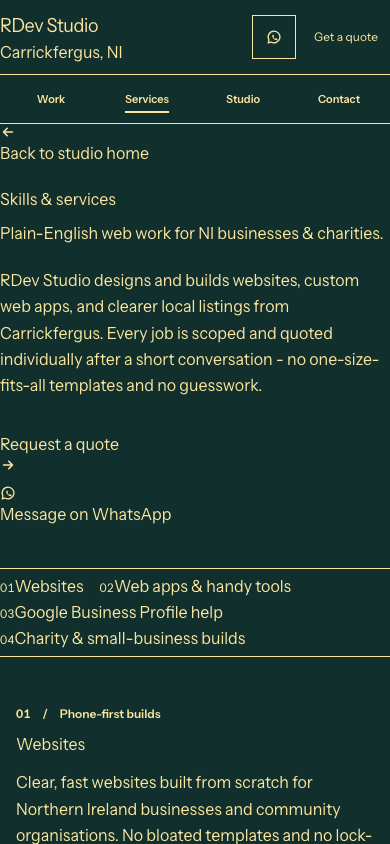 RDev Studio
Carrickfergus, NI
Get a quote
Work Services Studio Contact
Back to studio home
Skills & services
Plain-English web work for NI businesses & charities.
RDev Studio designs and builds websites, custom
web apps, and clearer local listings from
Carrickfergus. Every job is scoped and quoted
individually after a short conversation - no one-size-
fits-all templates and no guesswork.
Request a quote
→
Message on WhatsApp
01Websites 02Web apps & handy tools
03Google Business Profile help
04Charity & small-business builds
01 / Phone-first builds
Websites
Clear, fast websites built from scratch for
Northern Ireland businesses and community
organisations. No bloated templates and no lock-